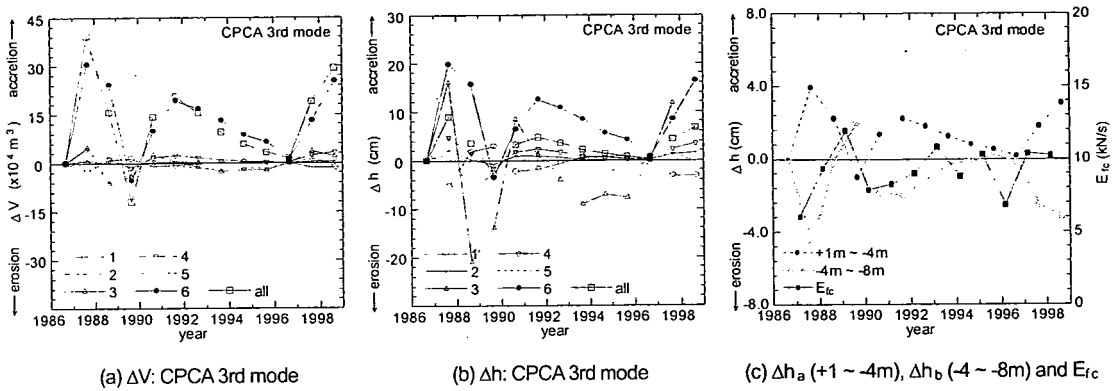 45
30
15
0
-15
-30
accretion
ΔV (x10⁴ m³)
erosion
CPCA 3rd mode
1
2
3
4
5
6
all
1986 1988 1990 1992 1994 1996 1998
year
(a) ΔV: CPCA 3rd mode
30
20
10
0
-10
-20
accretion
Δh (cm)
erosion
CPCA 3rd mode
1
2
3
4
5
6
all
1986 1988 1990 1992 1994 1996 1998
year
(b) Δh: CPCA 3rd mode
8.0
4.0
0.0
-4.0
-8.0
accretion
Δh (cm)
erosion
CPCA 3rd mode
+1m ~ -4m
-4m ~ -8m
Efc
20
15
10
5
0
Efc (kN/s)
1986 1988 1990 1992 1994 1996 1998
year
(c) Δha (+1 ~ -4m), Δhb (-4 ~ -8m) and Efc